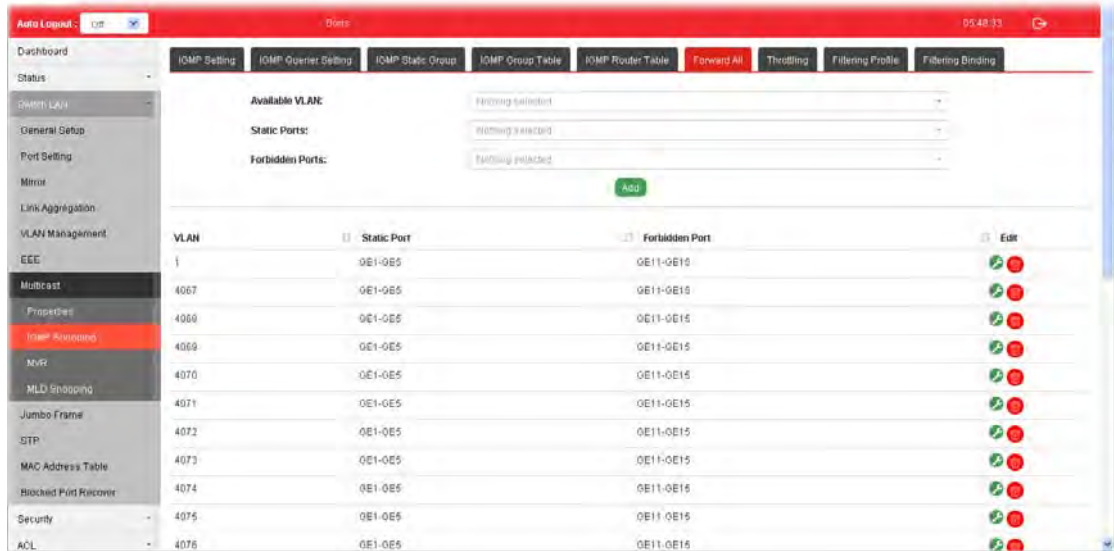 Auto Logout : Off
05:48:33
Dashboard
Status
Switch LAN
General Setup
Port Setting
Mirror
Link Aggregation
VLAN Management
EEE
Multicast
Properties
IGMP Snooping
MVR
MLD Snooping
Jumbo Frame
STP
MAC Address Table
Blocked Port Recover
Security
ACL
IGMP Setting IGMP Querier Setting IGMP Static Group IGMP Group Table IGMP Router Table Forward All Throttling Filtering Profile Filtering Binding
Available VLAN: Nothing selected
Static Ports: Nothing selected
Forbidden Ports: Nothing selected
Add
VLAN Static Port Forbidden Port Edit
1 GE1-GE5 GE11-GE15
4067 GE1-GE5 GE11-GE15
4068 GE1-GE5 GE11-GE15
4069 GE1-GE5 GE11-GE15
4070 GE1-GE5 GE11-GE15
4071 GE1-GE5 GE11-GE15
4072 GE1-GE5 GE11-GE15
4073 GE1-GE5 GE11-GE15
4074 GE1-GE5 GE11-GE15
4075 GE1-GE5 GE11-GE15
4076 GE1-GE5 GE11-GE15